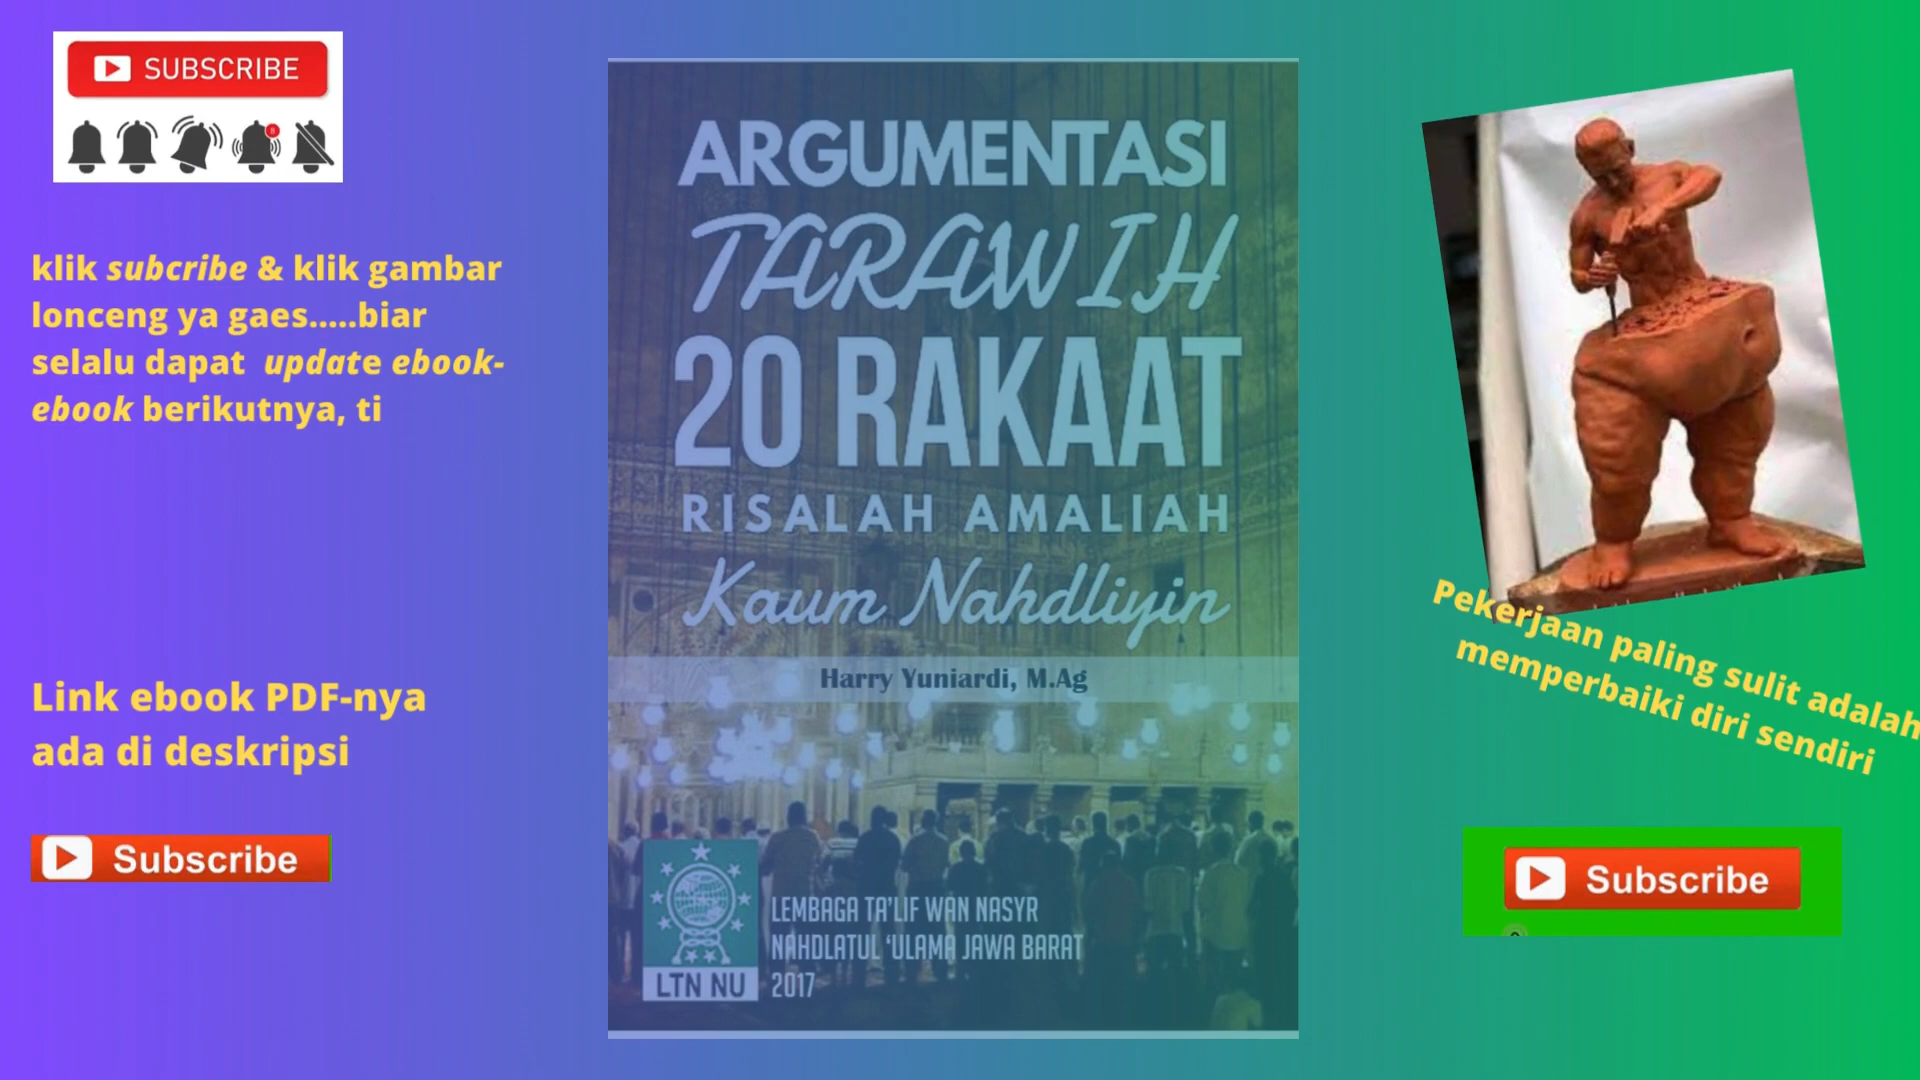 SUBSCRIBE
klik subcribe & klik gambar
lonceng ya gaes.....biar
selalu dapat update ebook-
ebook berikutnya, ti
Link ebook PDF-nya
ada di deskripsi
Subscribe
ARGUMENTASI
TARAWIH
20 RAKAAT
RISALAH AMALIAH
Kaum Nahdliyin
Harry Yuniardi, M.Ag
LTN NU
LEMBAGA TA'LIF WAN NASYR
NAHDLATUL 'ULAMA JAWA BARAT
2017
Pekerjaan paling sulit adalah
memperbaiki diri sendiri
Subscribe